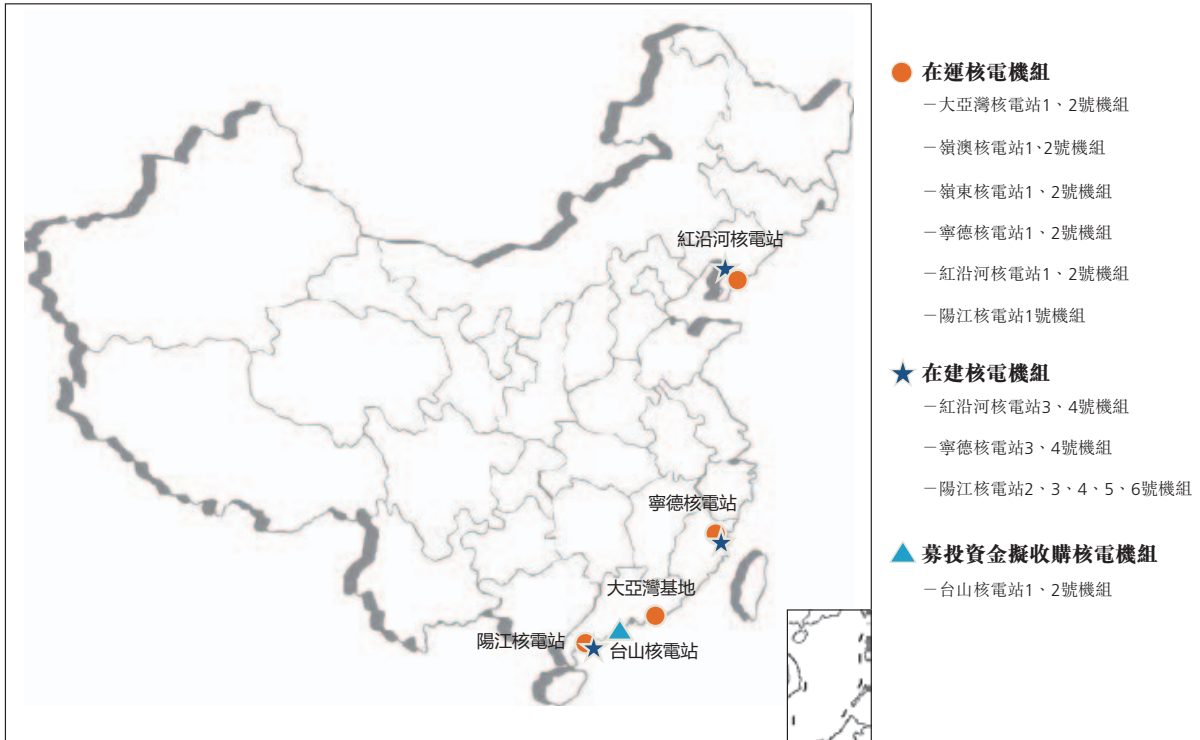 紅沿河核電站
寧德核電站
大亞灣基地
陽江核電站
台山核電站
在運核電機組
－大亞灣核電站1、2號機組
－嶺澳核電站1、2號機組
－嶺東核電站1、2號機組
－寧德核電站1、2號機組
－紅沿河核電站1、2號機組
－陽江核電站1號機組
在建核電機組
－紅沿河核電站3、4號機組
－寧德核電站3、4號機組
－陽江核電站2、3、4、5、6號機組
募投資金擬收購核電機組
－台山核電站1、2號機組